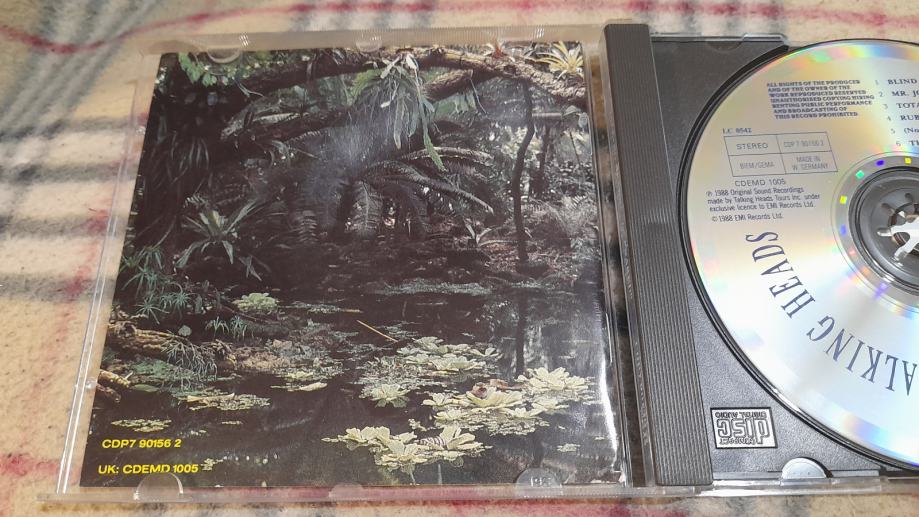 CDP7 90156 2
UK: CDEMD 1005
ALL RIGHTS OF THE PRODUCER
AND OF THE OWNER OF THE
WORK REPRODUCED RESERVED
UNAUTHORISED COPYING HIRING
RENTING PUBLIC PERFORMANCE
AND BROADCASTING OF
THIS RECORD PROHIBITED.
LC 0542
STEREO
CDP 7 90156 2
BIEM/GEMA
MADE IN
W. GERMANY
CDEMD 1005
℗ 1988 Original Sound Recordings
made by Talking Heads Tours Inc. under
exclusive licence to EMI Records Ltd.
© 1988 EMI Records Ltd.
1 BLIND
2 MR. J
3 TOT
4 RU
5 (No
6 T
ALKING HEADS
COMPACT
disc
DIGITAL AUDIO